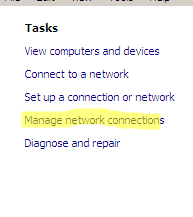 Tasks
View computers and devices
Connect to a network
Set up a connection or network
Manage network connections
Diagnose and repair